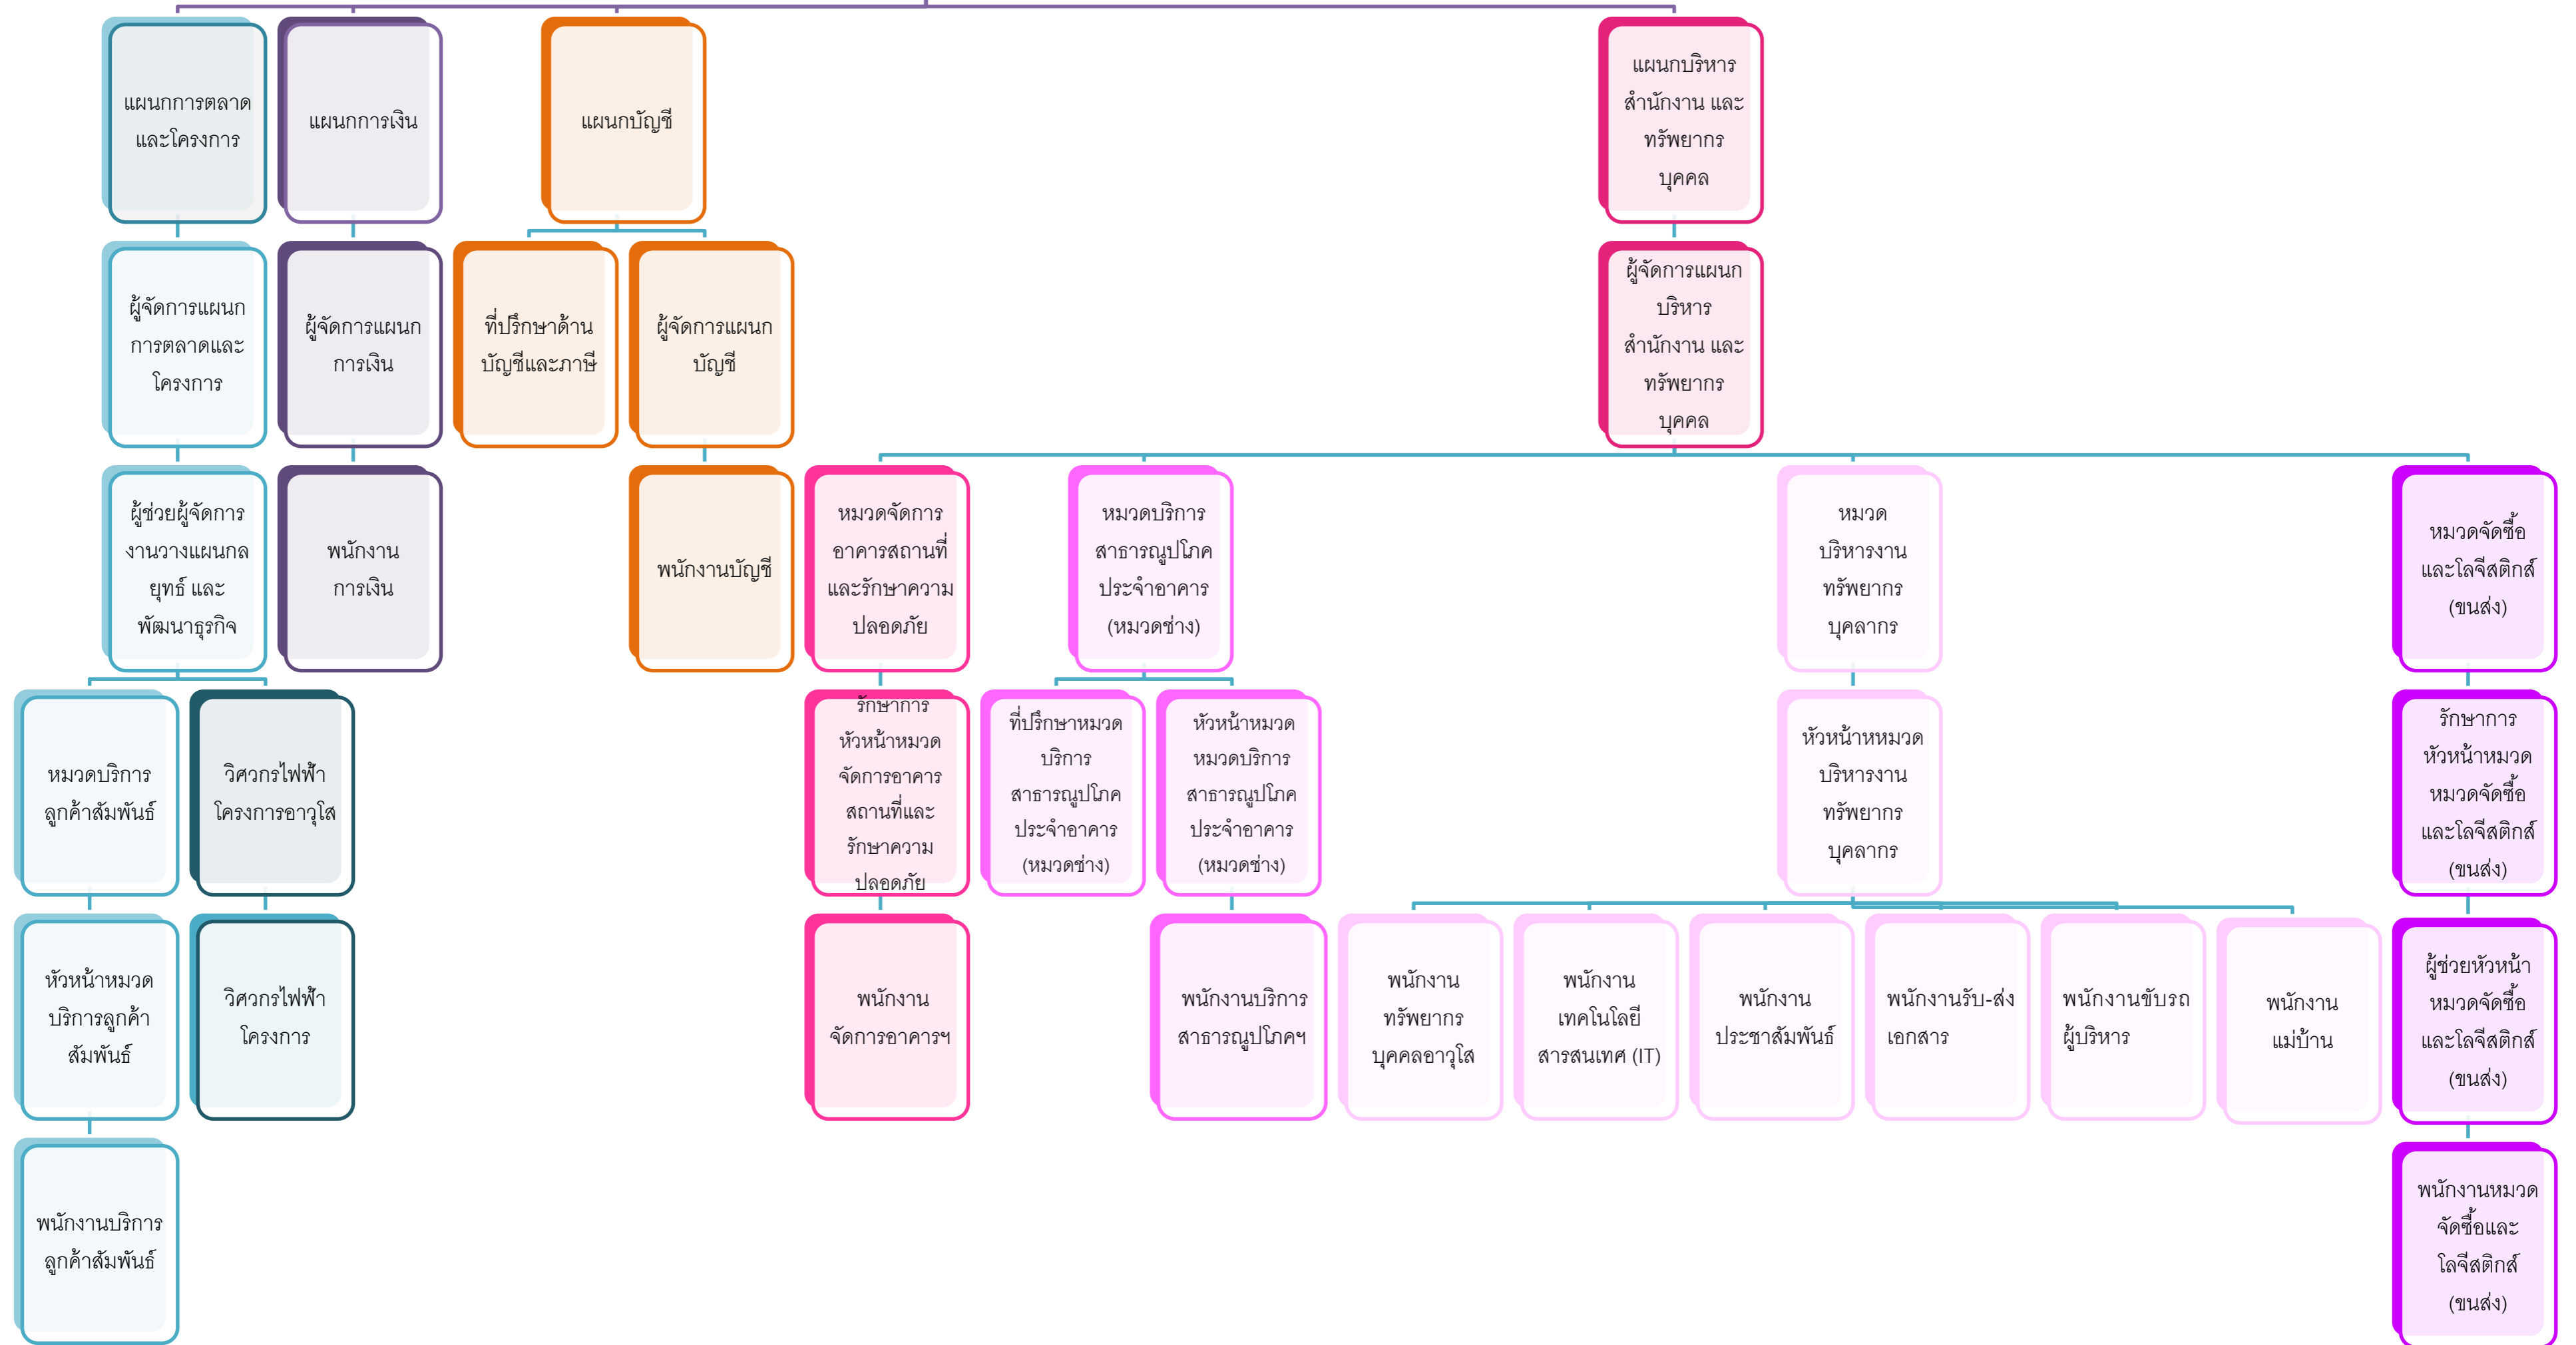 แผนกการตลาด
และโครงการ
แผนกการเงิน
แผนกบัญชี
แผนกบริหาร
สำนักงาน และ
ทรัพยากร
บุคคล
ผู้จัดการแผนก
การตลาดและ
โครงการ
ผู้จัดการแผนก
การเงิน
ที่ปรึกษาด้าน
บัญชีและภาษี
ผู้จัดการแผนก
บัญชี
ผู้จัดการแผนก
บริหาร
สำนักงาน และ
ทรัพยากร
บุคคล
ผู้ช่วยผู้จัดการ
งานวางแผนกล
ยุทธ์ และ
พัฒนาธุรกิจ
พนักงาน
การเงิน
พนักงานบัญชี
หมวดจัดการ
อาคารสถานที่
และรักษาความ
ปลอดภัย
หมวดบริการ
สาธารณูปโภค
ประจำอาคาร
(หมวดช่าง)
หมวด
บริหารงาน
ทรัพยากร
บุคลากร
หมวดจัดซื้อ
และโลจีสติกส์
(ขนส่ง)
หมวดบริการ
ลูกค้าสัมพันธ์
วิศวกรไฟฟ้า
โครงการอาวุโส
รักษาการ
หัวหน้าหมวด
จัดการอาคาร
สถานที่และ
รักษาความ
ปลอดภัย
ที่ปรึกษาหมวด
บริการ
สาธารณูปโภค
ประจำอาคาร
(หมวดช่าง)
หัวหน้าหมวด
หมวดบริการ
สาธารณูปโภค
ประจำอาคาร
(หมวดช่าง)
หัวหน้าหหมวด
บริหารงาน
ทรัพยากร
บุคลากร
รักษาการ
หัวหน้าหมวด
หมวดจัดซื้อ
และโลจีสติกส์
(ขนส่ง)
หัวหน้าหมวด
บริการลูกค้า
สัมพันธ์
วิศวกรไฟฟ้า
โครงการ
พนักงาน
จัดการอาคารฯ
พนักงานบริการ
สาธารณูปโภคฯ
พนักงาน
ทรัพยากร
บุคคลอาวุโส
พนักงาน
เทคโนโลยี
สารสนเทศ (IT)
พนักงาน
ประชาสัมพันธ์
พนักงานรับ-ส่ง
เอกสาร
พนักงานขับรถ
ผู้บริหาร
พนักงาน
แม่บ้าน
ผู้ช่วยหัวหน้า
หมวดจัดซื้อ
และโลจีสติกส์
(ขนส่ง)
พนักงานบริการ
ลูกค้าสัมพันธ์
พนักงานหมวด
จัดซื้อและ
โลจีสติกส์
(ขนส่ง)